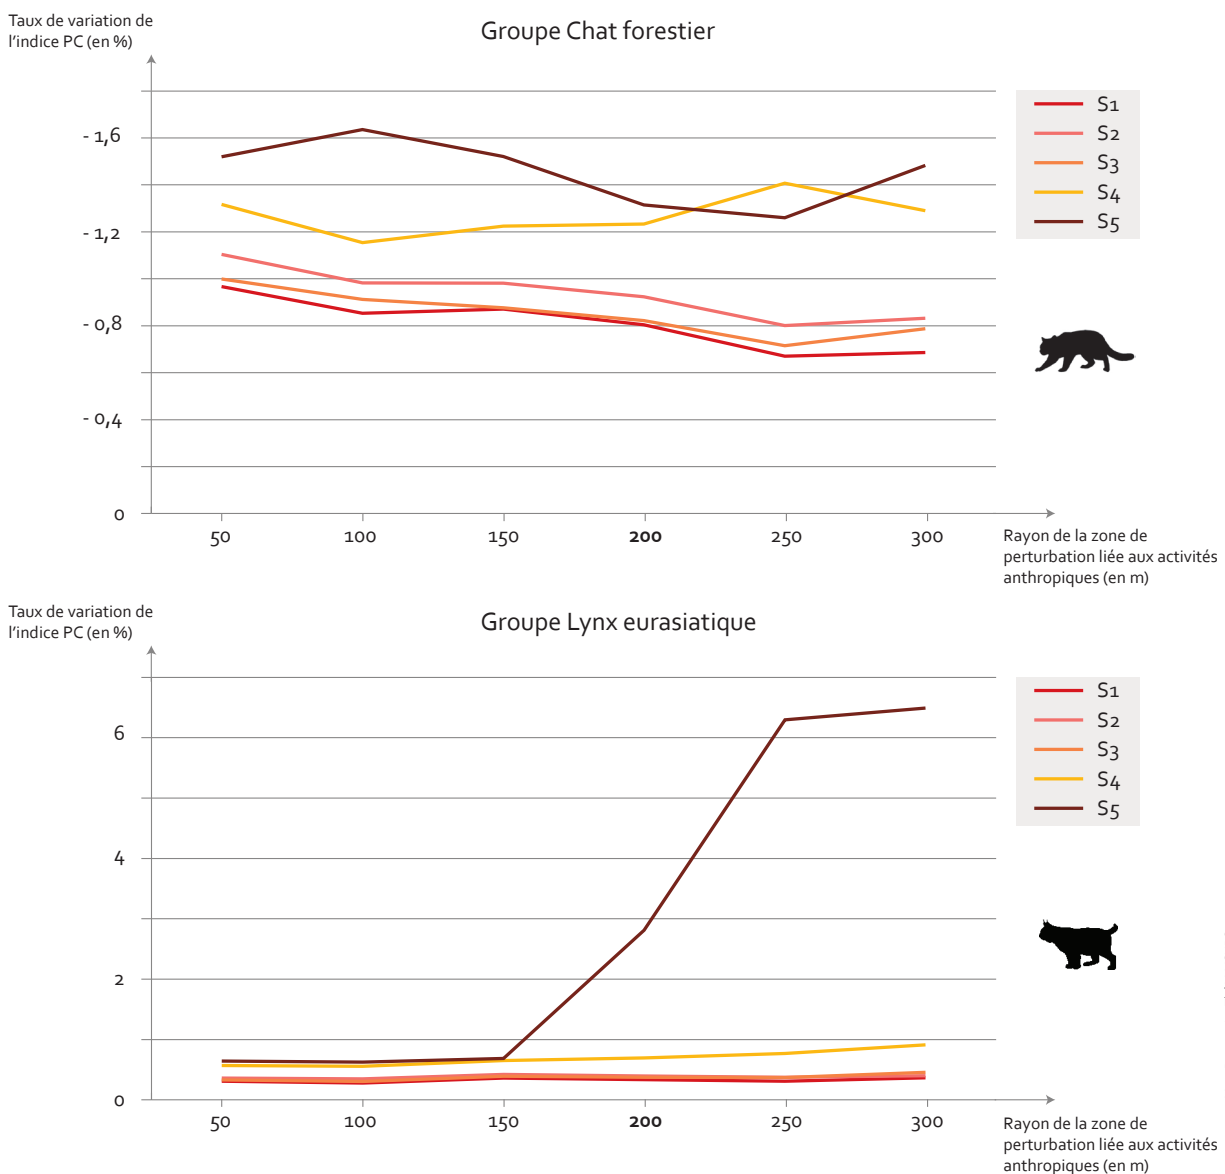 Taux de variation de
l'indice PC (en %)
Groupe Chat forestier
S1
S2
S3
S4
S5
- 1,6
- 1,2
- 0,8
- 0,4
0
50 100 150 200 250 300
Rayon de la zone de
perturbation liée aux activités
anthropiques (en m)
Taux de variation de
l'indice PC (en %)
Groupe Lynx eurasiatique
S1
S2
S3
S4
S5
6
4
2
0
50 100 150 200 250 300
Rayon de la zone de
perturbation liée aux activités
anthropiques (en m)